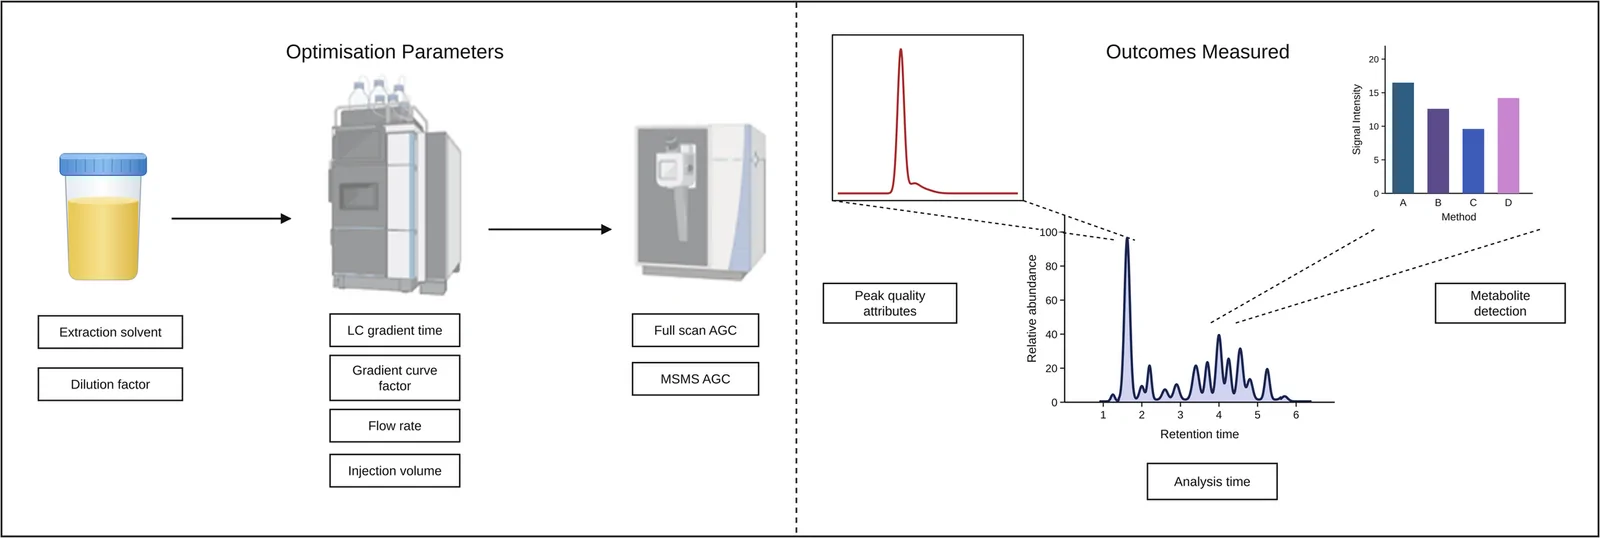 Optimisation Parameters
Extraction solvent
Dilution factor
LC gradient time
Gradient curve
factor
Flow rate
Injection volume
Full scan AGC
MSMS AGC
Outcomes Measured
Peak quality
attributes
Relative abundance
100
80
60
40
20
0
1 2 3 4 5 6
Retention time
Analysis time
Signal Intensity
20
15
10
5
0
A B C D
Method
Metabolite
detection